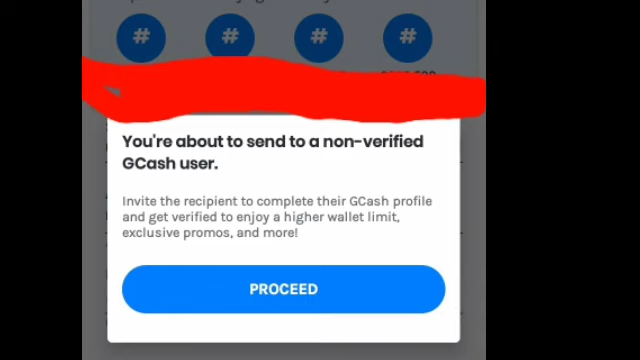 #
#
#
#
You're about to send to a non-verified
GCash user.
Invite the recipient to complete their GCash profile
and get verified to enjoy a higher wallet limit,
exclusive promos, and more!
PROCEED